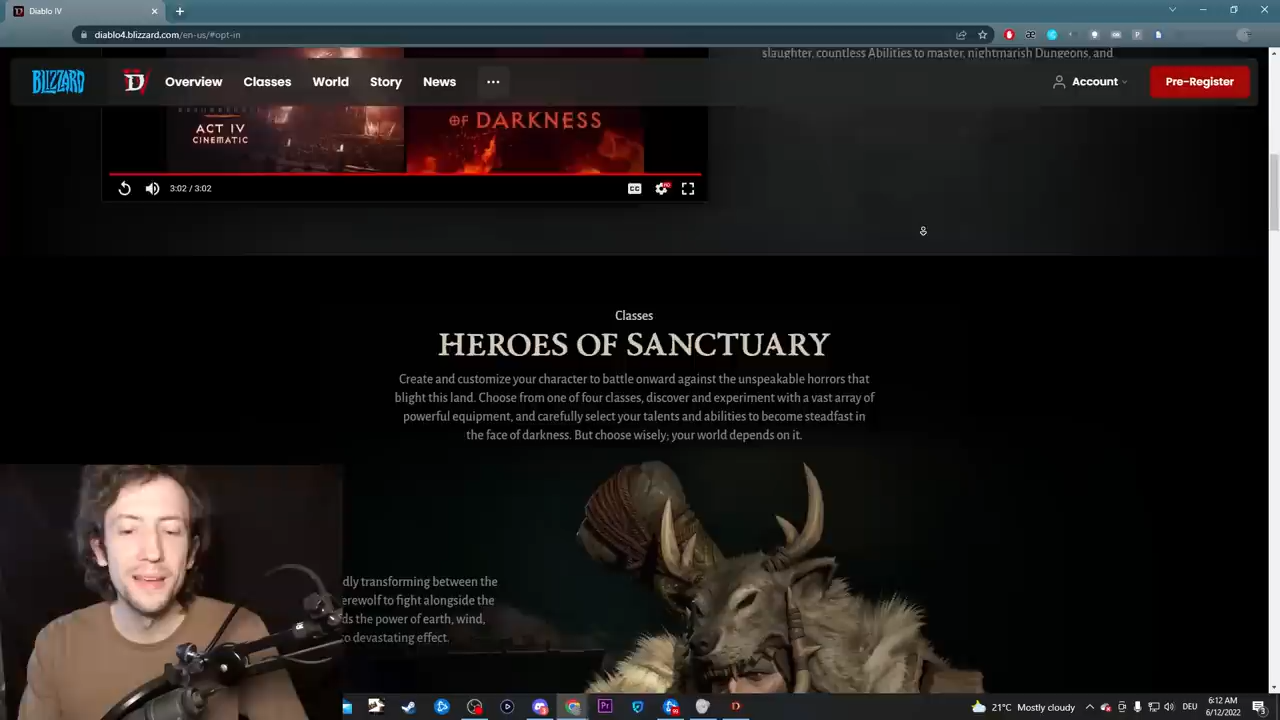 Diablo IV
diablo4.blizzard.com/en-us/#opt-in
slaughter, countless Abilities to master, nightmarish Dungeons, and
BLIZZARD
Overview
Classes
World
Story
News
Account
Pre-Register
ACT IV
CINEMATIC
OF DARKNESS
3:02 / 3:02
CC
HD
Classes
HEROES OF SANCTUARY
Create and customize your character to battle onward against the unspeakable horrors that
blight this land. Choose from one of four classes, discover and experiment with a vast array of
powerful equipment, and carefully select your talents and abilities to become steadfast in
the face of darkness. But choose wisely; your world depends on it.
dly transforming between the
erewolf to fight alongside the
ds the power of earth, wind,
to devastating effect.
Pr
21°C Mostly cloudy
DEU
6:12 AM
6/12/2022